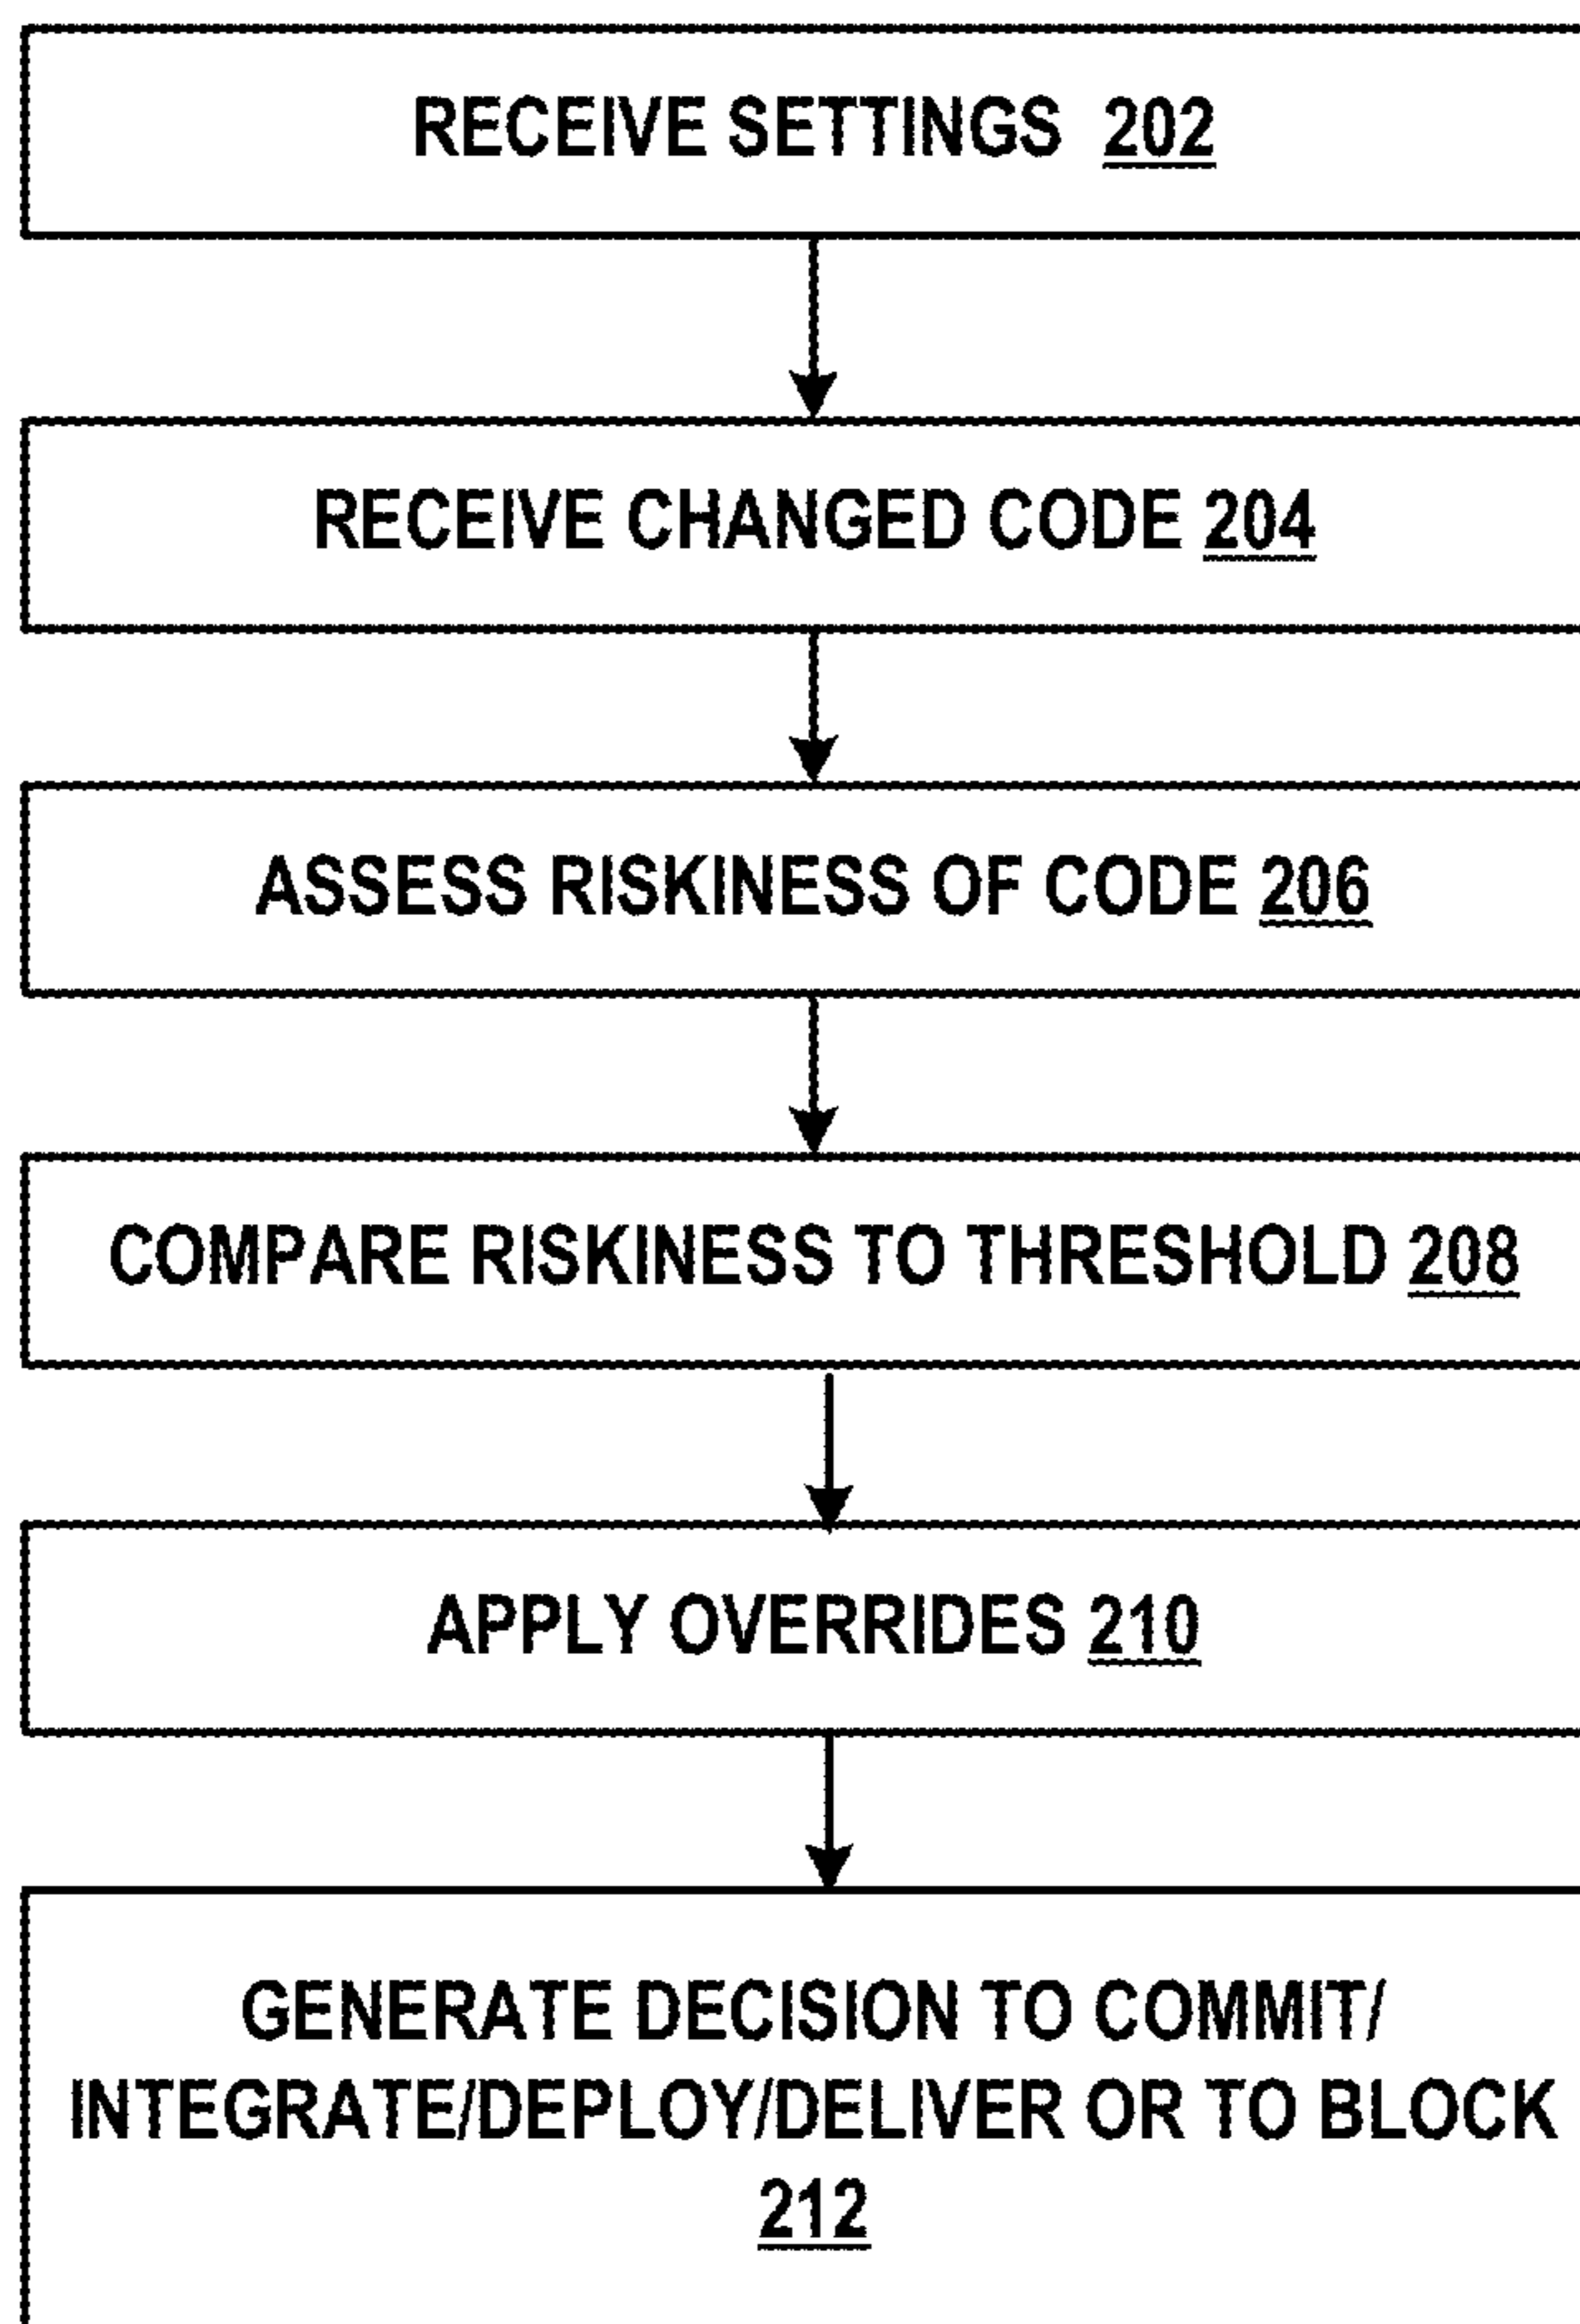 RECEIVE SETTINGS 202
RECEIVE CHANGED CODE 204
ASSESS RISKINESS OF CODE 206
COMPARE RISKINESS TO THRESHOLD 208
APPLY OVERRIDES 210
GENERATE DECISION TO COMMIT/
INTEGRATE/DEPLOY/DELIVER OR TO BLOCK
212